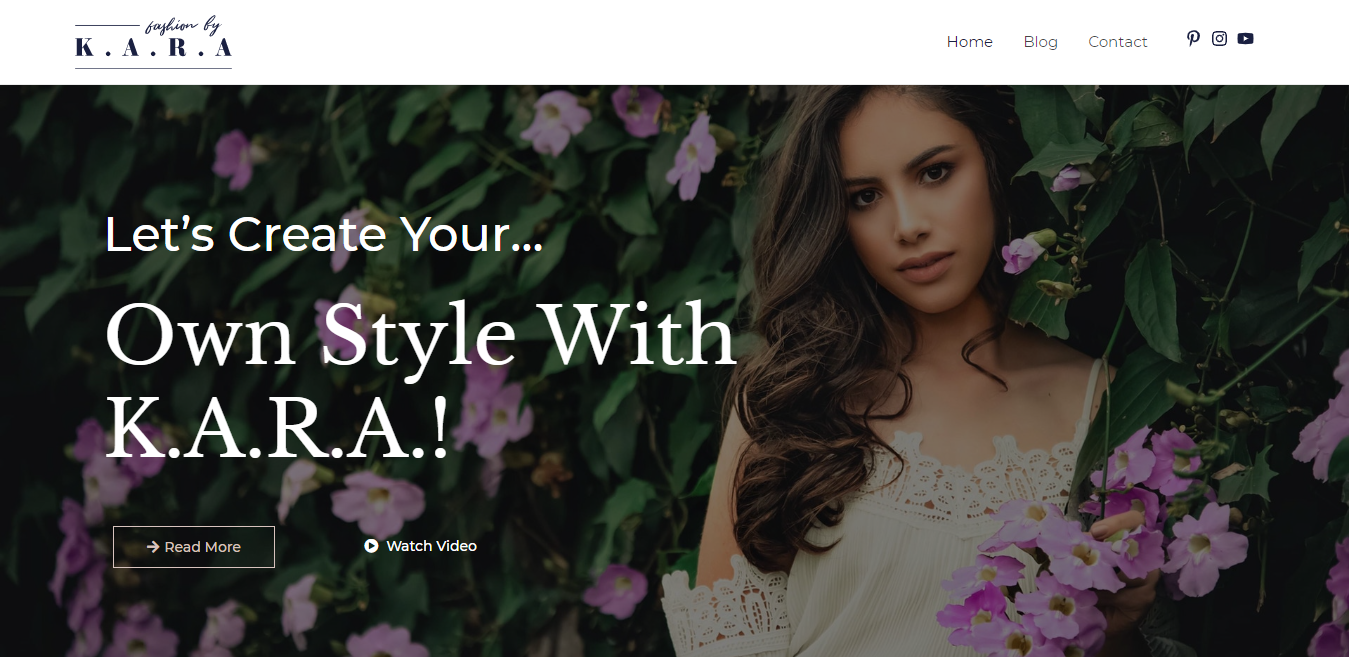 fashion by
K.A.R.A
Home Blog Contact
Let’s Create Your...
Own Style With
K.A.R.A.!
Read More
Watch Video